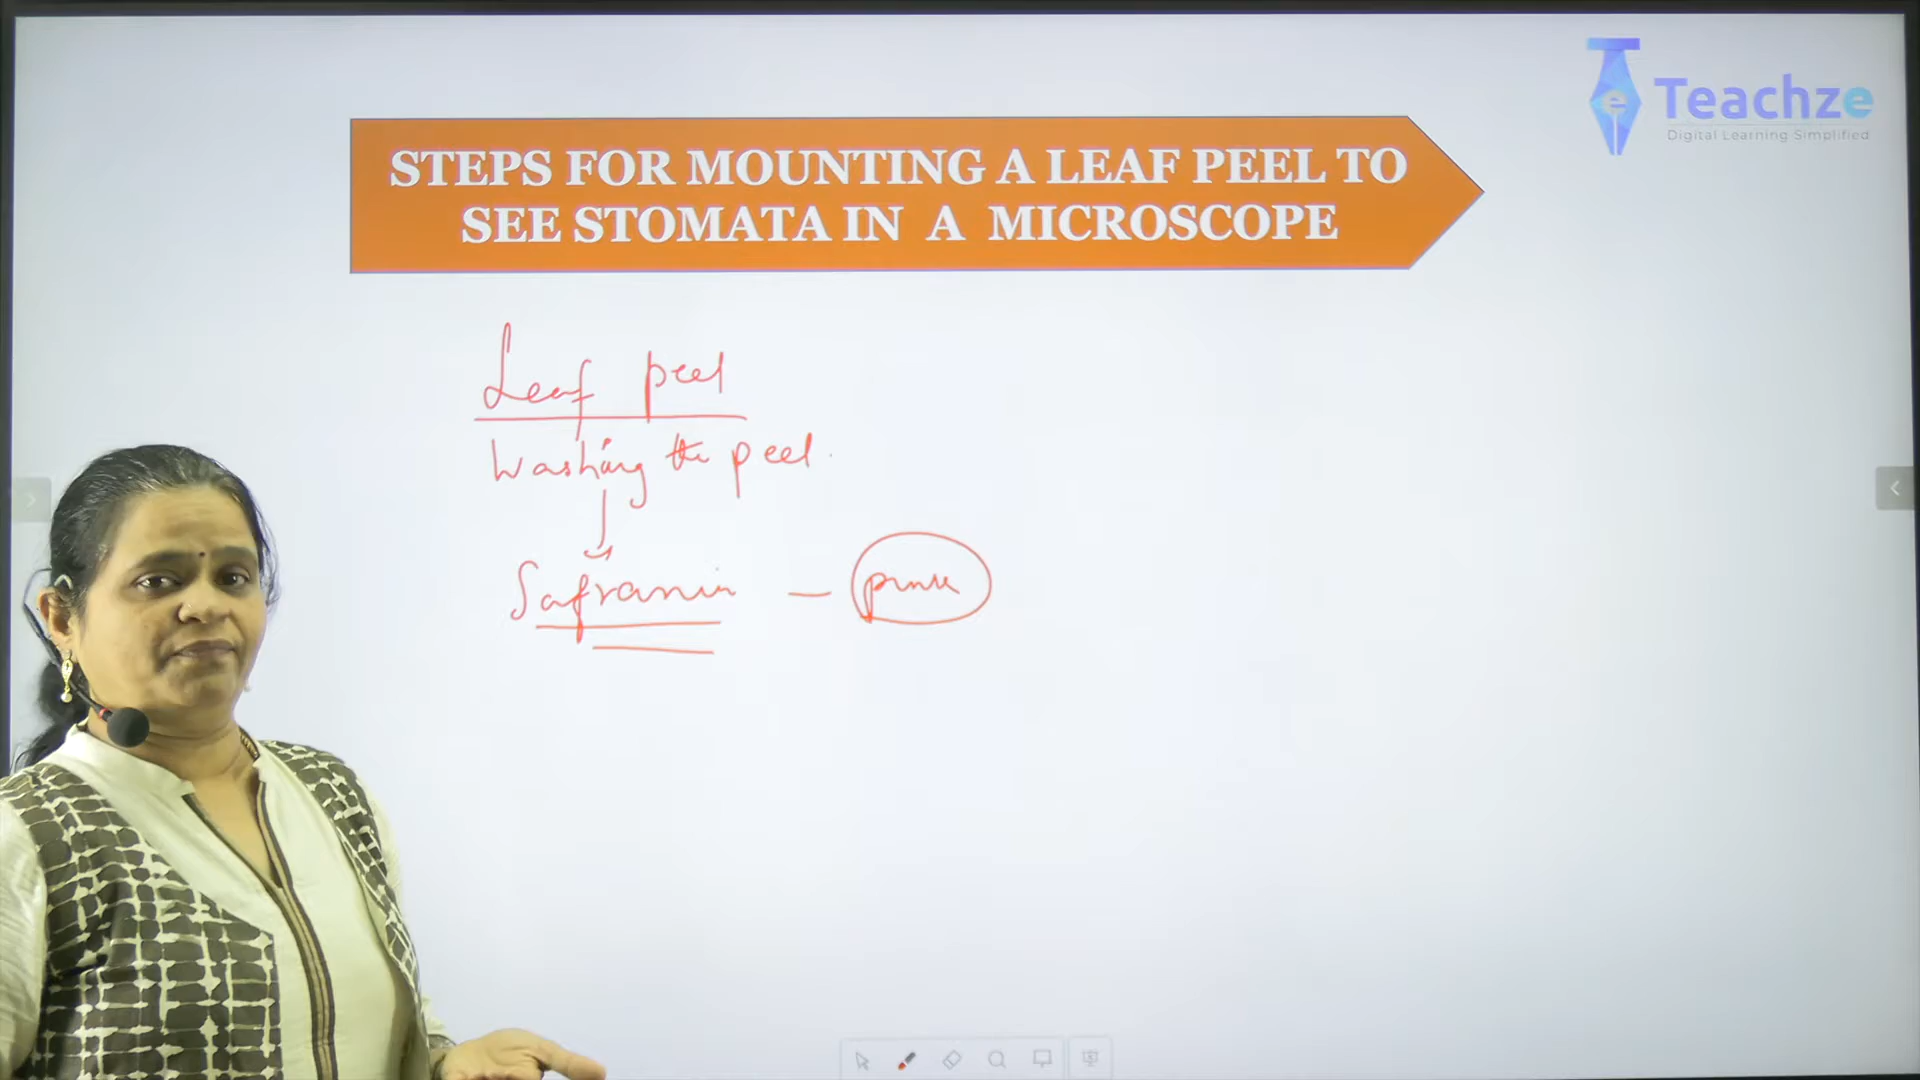 Teachze
Digital Learning Simplified
STEPS FOR MOUNTING A LEAF PEEL TO
SEE STOMATA IN A MICROSCOPE
Leaf peel
Washing the peel.
Safranin — pink